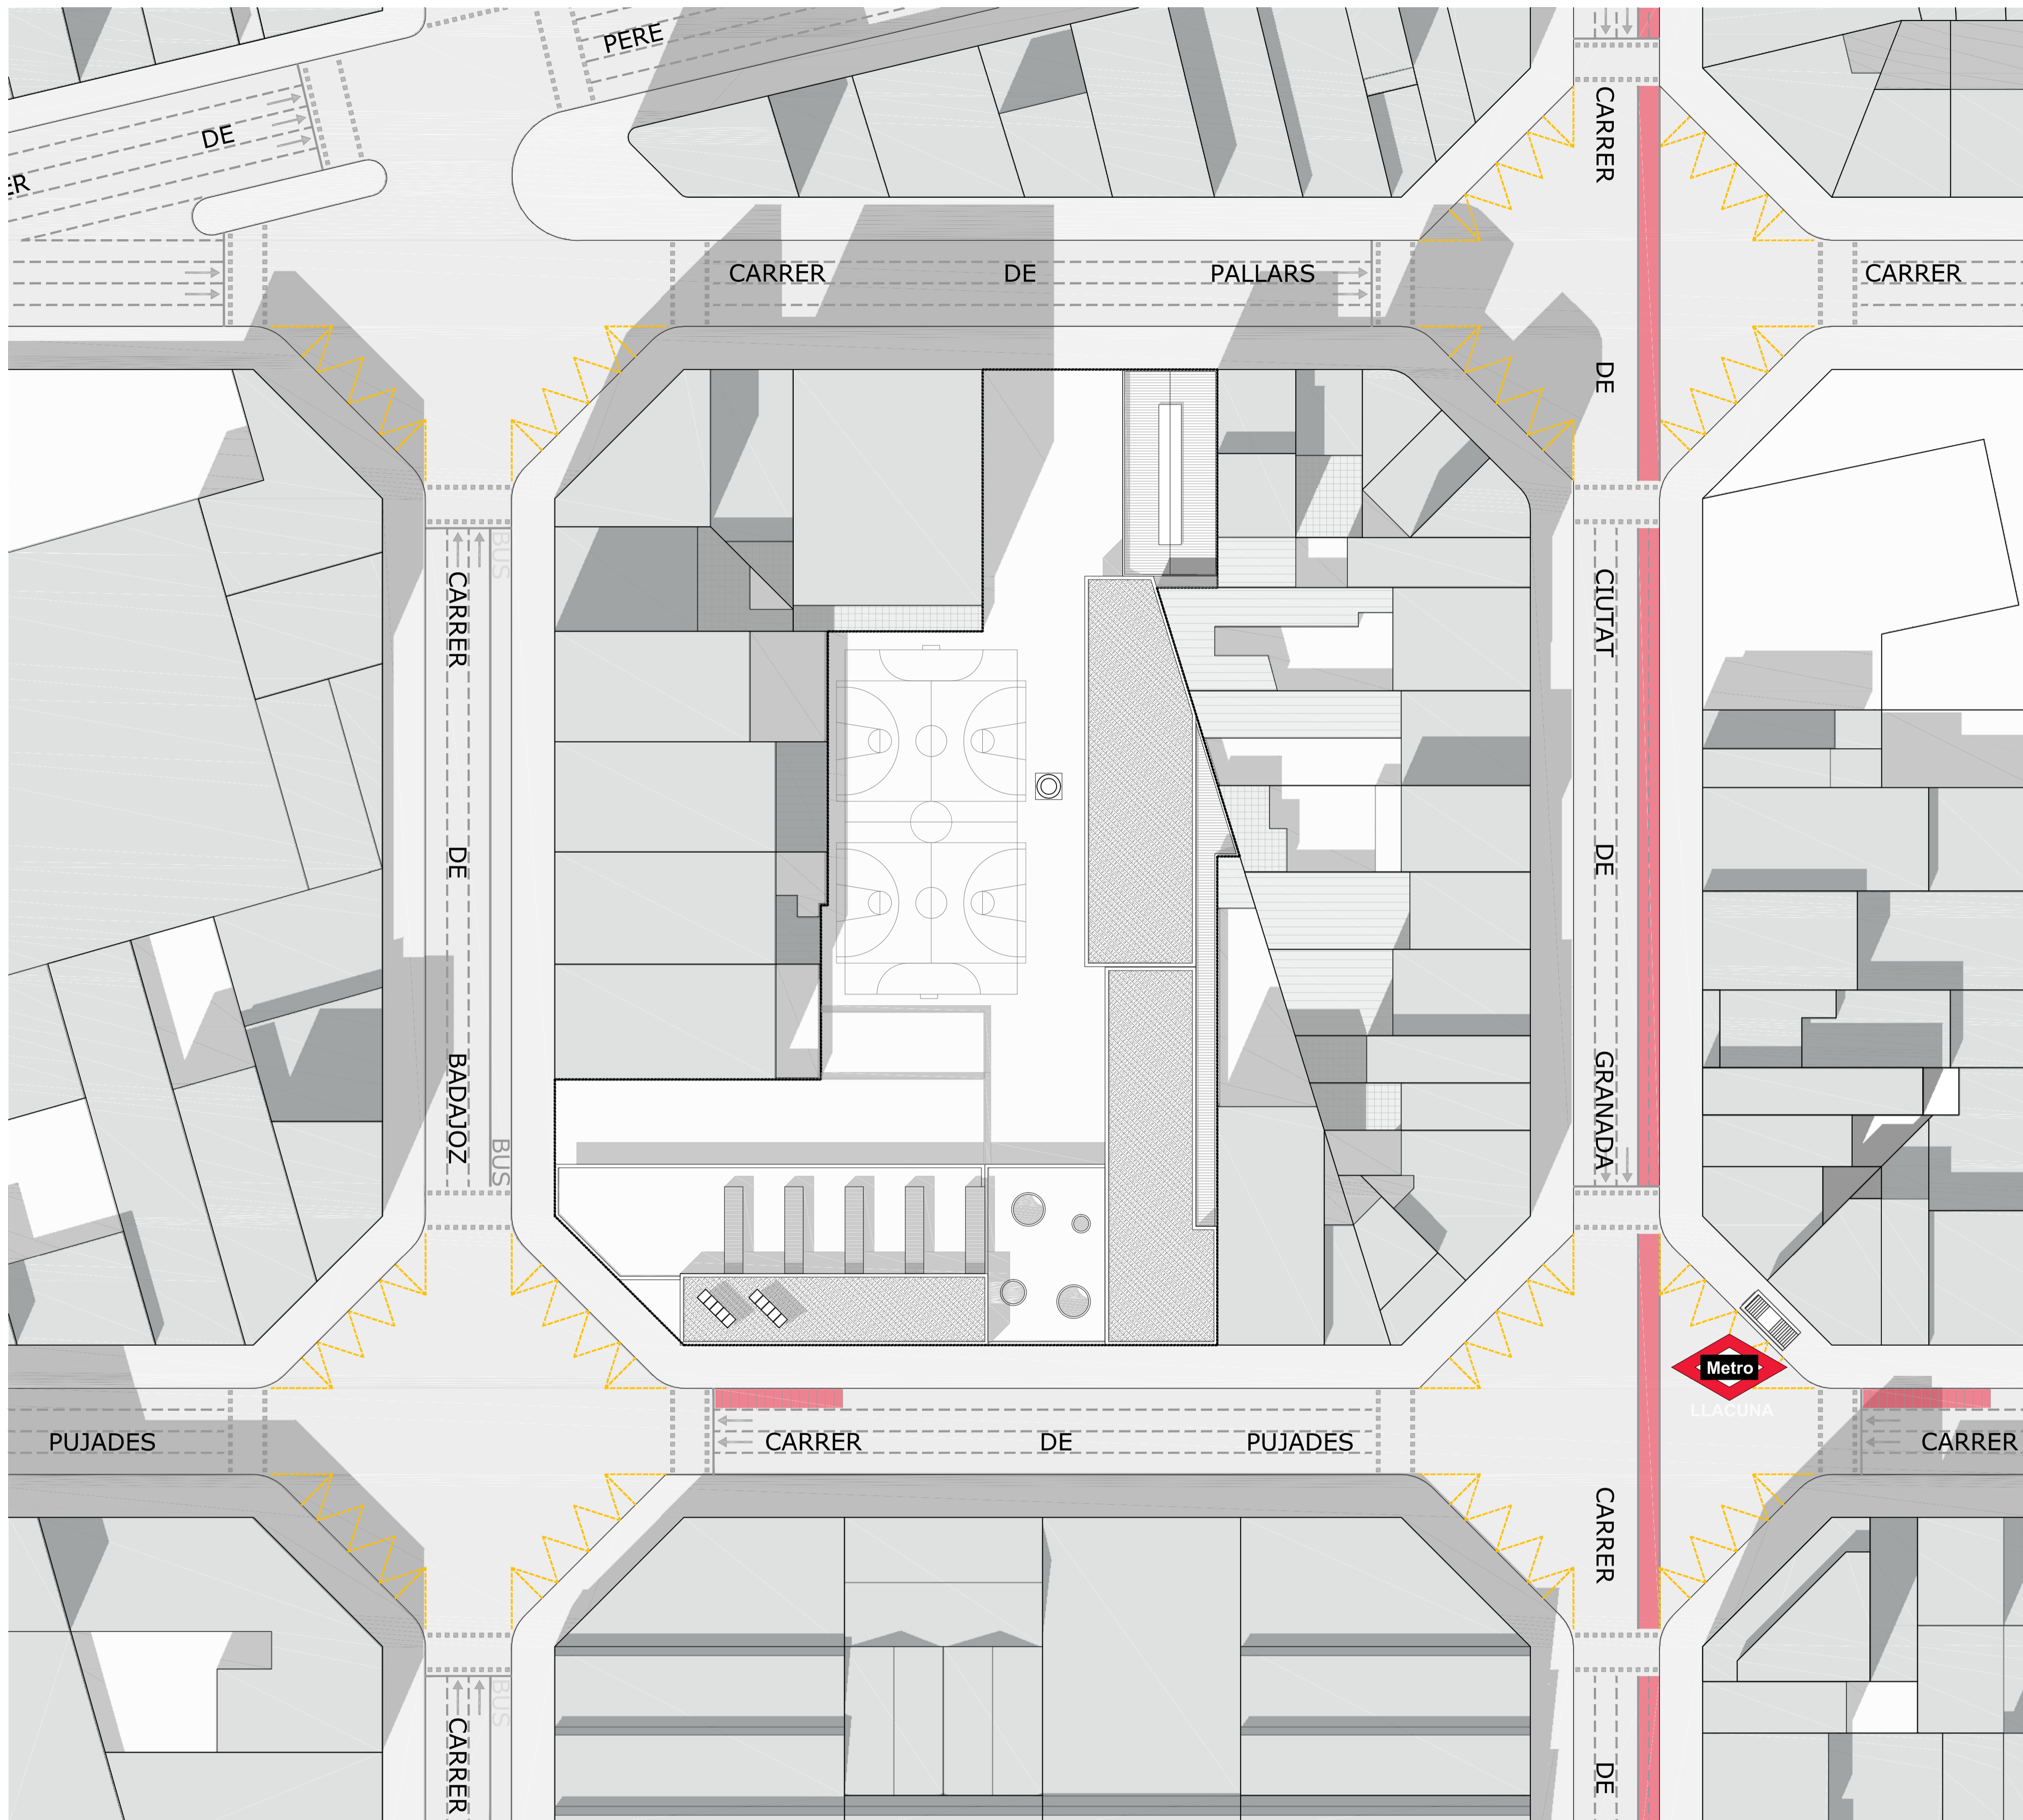 PERE
DE
ER
CARRER
CARRER DE PALLARS
CARRER
DE
BUS
CARRER
CIUTAT
DE
DE
GRANADA
BADAJOZ
BUS
Metro
LLACUNA
PUJADES
CARRER DE PUJADES
CARRER
CARRER
BUS
CARRER
DE